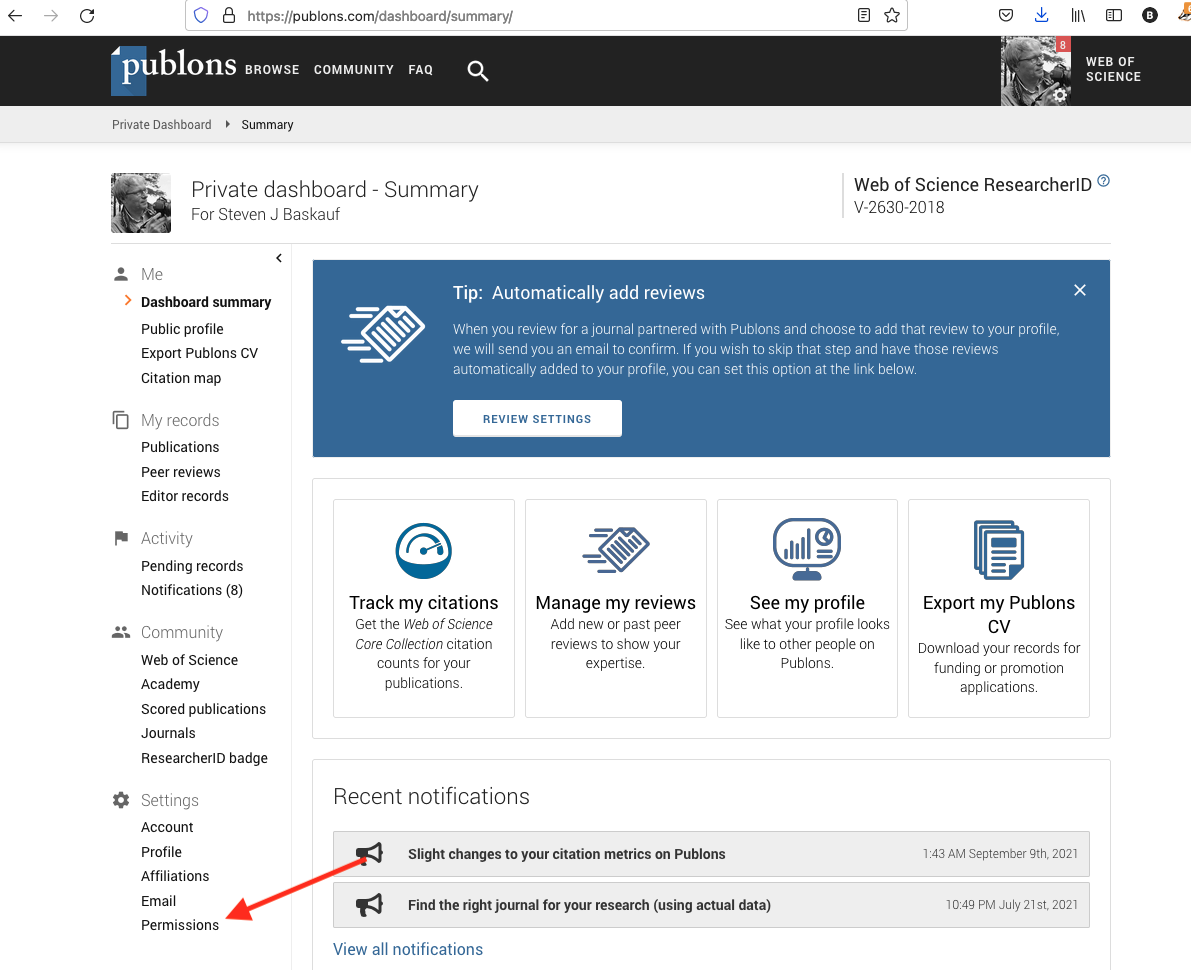 https://publons.com/dashboard/summary/
B
publons
BROWSE COMMUNITY FAQ
8
WEB OF
SCIENCE
Private Dashboard Summary
Private dashboard - Summary
For Steven J Baskauf
Web of Science ResearcherID ?
V-2630-2018
Me
Dashboard summary
Public profile
Export Publons CV
Citation map
My records
Publications
Peer reviews
Editor records
Activity
Pending records
Notifications (8)
Community
Web of Science
Academy
Scored publications
Journals
ResearcherID badge
Settings
Account
Profile
Affiliations
Email
Permissions
Tip: Automatically add reviews
When you review for a journal partnered with Publons and choose to add that review to your profile,
we will send you an email to confirm. If you wish to skip that step and have those reviews
automatically added to your profile, you can set this option at the link below.
REVIEW SETTINGS
Track my citations
Get the Web of Science
Core Collection citation
counts for your
publications.
Manage my reviews
Add new or past peer
reviews to show your
expertise.
See my profile
See what your profile looks
like to other people on
Publons.
Export my Publons
CV
Download your records for
funding or promotion
applications.
Recent notifications
Slight changes to your citation metrics on Publons 1:43 AM September 9th, 2021
Find the right journal for your research (using actual data) 10:49 PM July 21st, 2021
View all notifications